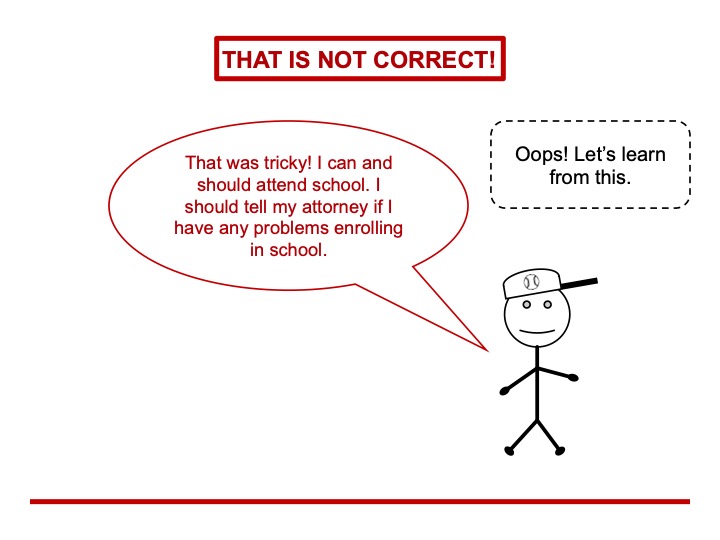 THAT IS NOT CORRECT!
That was tricky! I can and
should attend school. I
should tell my attorney if I
have any problems enrolling
in school.
Oops! Let’s learn
from this.